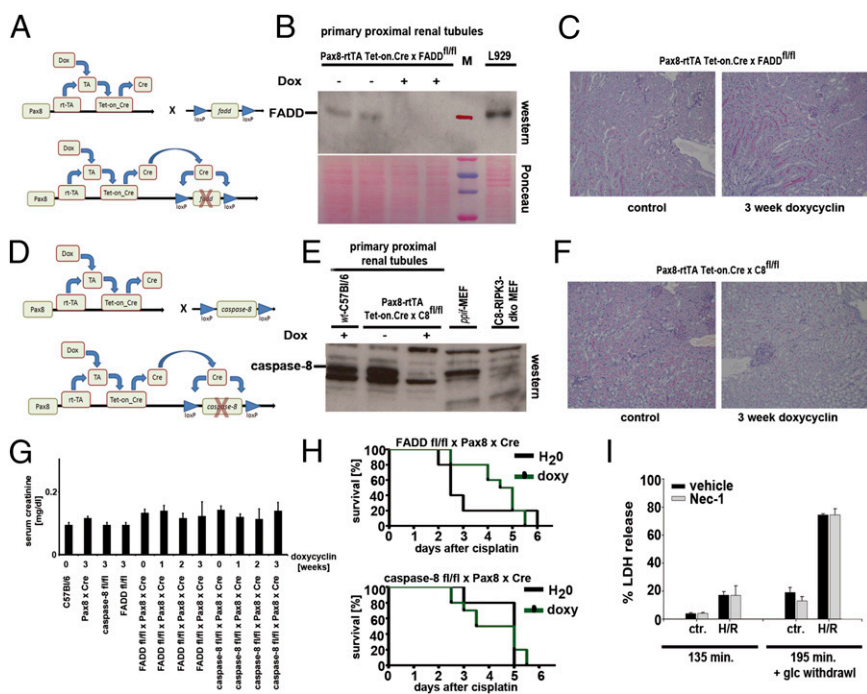 A
Dox
TA
Cre
rt-TA
Tet-on_Cre
Pax8
X
fadd
loxP
loxP
Dox
TA
Cre
Cre
rt-TA
Tet-on_Cre
Pax8
fadd
loxP
loxP
B
primary proximal renal tubules
Pax8-rtTA Tet-on.Cre x FADDfl/fl
M
L929
Dox
- - + +
FADD
western
Ponceau
C
Pax8-rtTA Tet-on.Cre x FADDfl/fl
control
3 week doxycyclin
D
Dox
TA
Cre
rt-TA
Tet-on_Cre
Pax8
X
caspase-8
loxP
loxP
Dox
TA
Cre
Cre
rt-TA
Tet-on_Cre
Pax8
caspase-8
loxP
loxP
E
primary proximal
renal tubules
wt-C57Bl/6
Pax8-rtTA
Tet-on.Cre x C8fl/fl
ppif-MEF
C8-RIPK3-
dko MEF
Dox
+ - +
caspase-8
western
F
Pax8-rtTA Tet-on.Cre x C8fl/fl
control
3 week doxycyclin
G
serum creatinine
[mg/dl]
0.2
0 3 3 3 0 1 2 3 0 1 2 3
doxycyclin
[weeks]
C57Bl/6
Pax8 x Cre
caspase-8 fl/fl
FADD fl/fl
FADD fl/fl x Pax8 x Cre
FADD fl/fl x Pax8 x Cre
FADD fl/fl x Pax8 x Cre
FADD fl/fl x Pax8 x Cre
caspase-8 fl/fl x Pax8 x Cre
caspase-8 fl/fl x Pax8 x Cre
caspase-8 fl/fl x Pax8 x Cre
caspase-8 fl/fl x Pax8 x Cre
H
FADD fl/fl x Pax8 x Cre
survival [%]
100
80
60
40
20
H20
doxy
0 1 2 3 4 5 6
days after cisplatin
caspase-8 fl/fl x Pax8 x Cre
survival [%]
100
80
60
40
20
H20
doxy
0 1 2 3 4 5 6
days after cisplatin
I
% LDH release
80
60
40
20
0
vehicle
Nec-1
ctr. H/R ctr. H/R
135 min.
195 min.
+ glc withdrawl